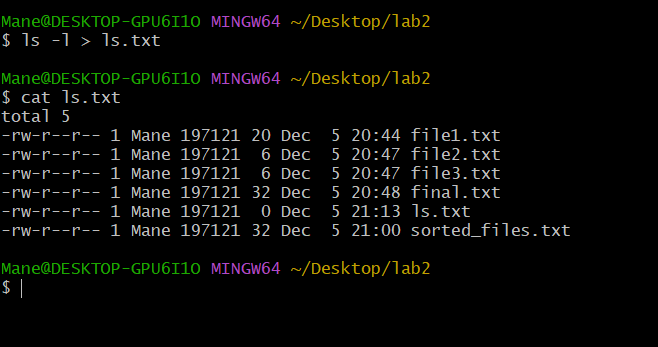 Mane@DESKTOP-GPU6I1O MINGW64 ~/Desktop/lab2
$ ls -l > ls.txt

Mane@DESKTOP-GPU6I1O MINGW64 ~/Desktop/lab2
$ cat ls.txt
total 5
-rw-r--r-- 1 Mane 197121 20 Dec  5 20:44 file1.txt
-rw-r--r-- 1 Mane 197121  6 Dec  5 20:47 file2.txt
-rw-r--r-- 1 Mane 197121  6 Dec  5 20:47 file3.txt
-rw-r--r-- 1 Mane 197121 32 Dec  5 20:48 final.txt
-rw-r--r-- 1 Mane 197121  0 Dec  5 21:13 ls.txt
-rw-r--r-- 1 Mane 197121 32 Dec  5 21:00 sorted_files.txt

Mane@DESKTOP-GPU6I1O MINGW64 ~/Desktop/lab2
$